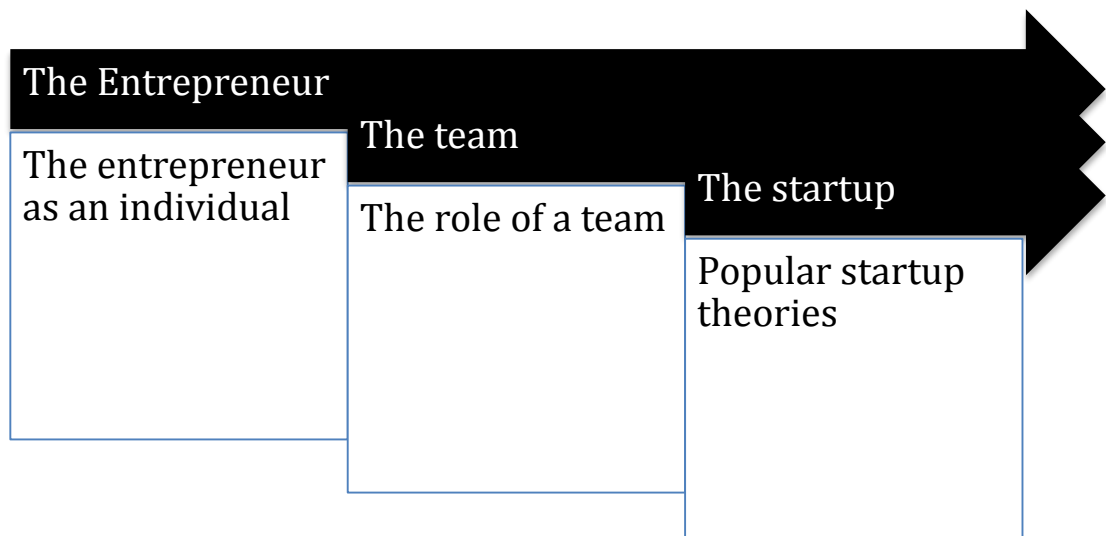 The Entrepreneur
The entrepreneur
as an individual
The team
The role of a team
The startup
Popular startup
theories